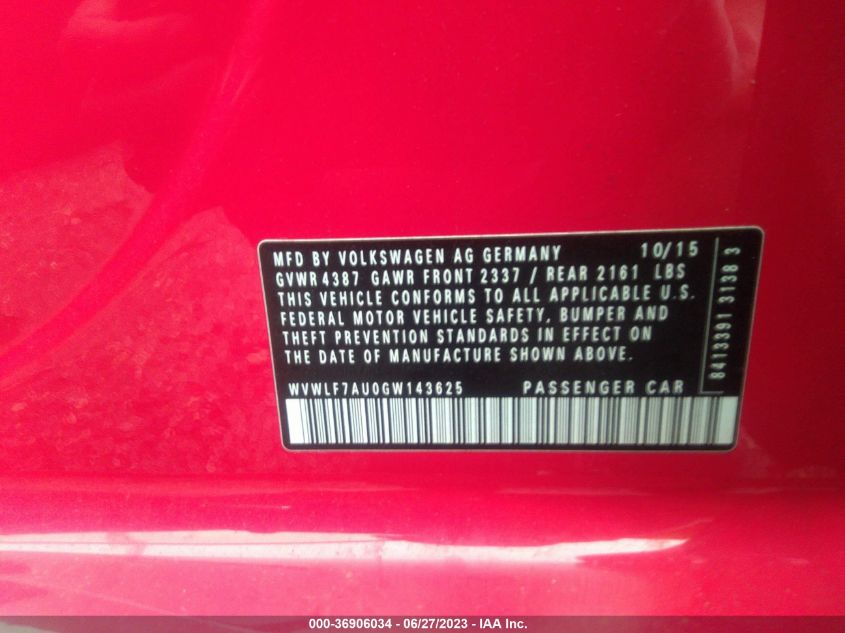 MFD BY VOLKSWAGEN AG GERMANY 10/15
GVWR 4387 GAWR FRONT 2337 / REAR 2161 LBS
THIS VEHICLE CONFORMS TO ALL APPLICABLE U.S.
FEDERAL MOTOR VEHICLE SAFETY, BUMPER AND
THEFT PREVENTION STANDARDS IN EFFECT ON
THE DATE OF MANUFACTURE SHOWN ABOVE.
WVWLF7AU0GW143625 PASSENGER CAR
8413391 3138 3
000-36906034 - 06/27/2023 - IAA Inc.